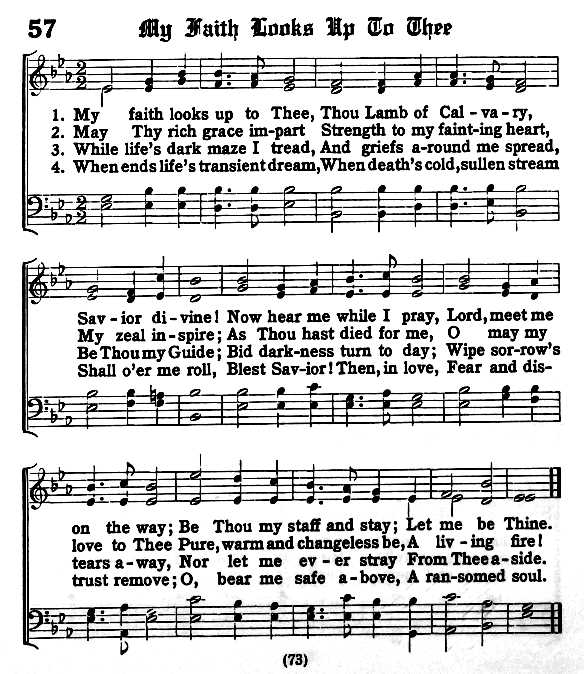 57 My Faith Looks Up To Thee
1. My faith looks up to Thee, Thou Lamb of Cal-va-ry,
2. May Thy rich grace im-part Strength to my faint-ing heart,
3. While life's dark maze I tread, And griefs a-round me spread,
4. When ends life's transient dream, When death's cold, sullen stream
Sav-ior di-vine! Now hear me while I pray, Lord, meet me
My zeal in-spire; As Thou hast died for me, O may my
Be Thou my Guide; Bid dark-ness turn to day; Wipe sor-row's
Shall o'er me roll, Blest Sav-ior! Then, in love, Fear and dis-
on the way; Be Thou my staff and stay; Let me be Thine.
love to Thee Pure, warm and changeless be, A liv-ing fire!
tears a-way, Nor let me ev-er stray From Thee a-side.
trust remove; O, bear me safe a-bove, A ran-somed soul.
(73)